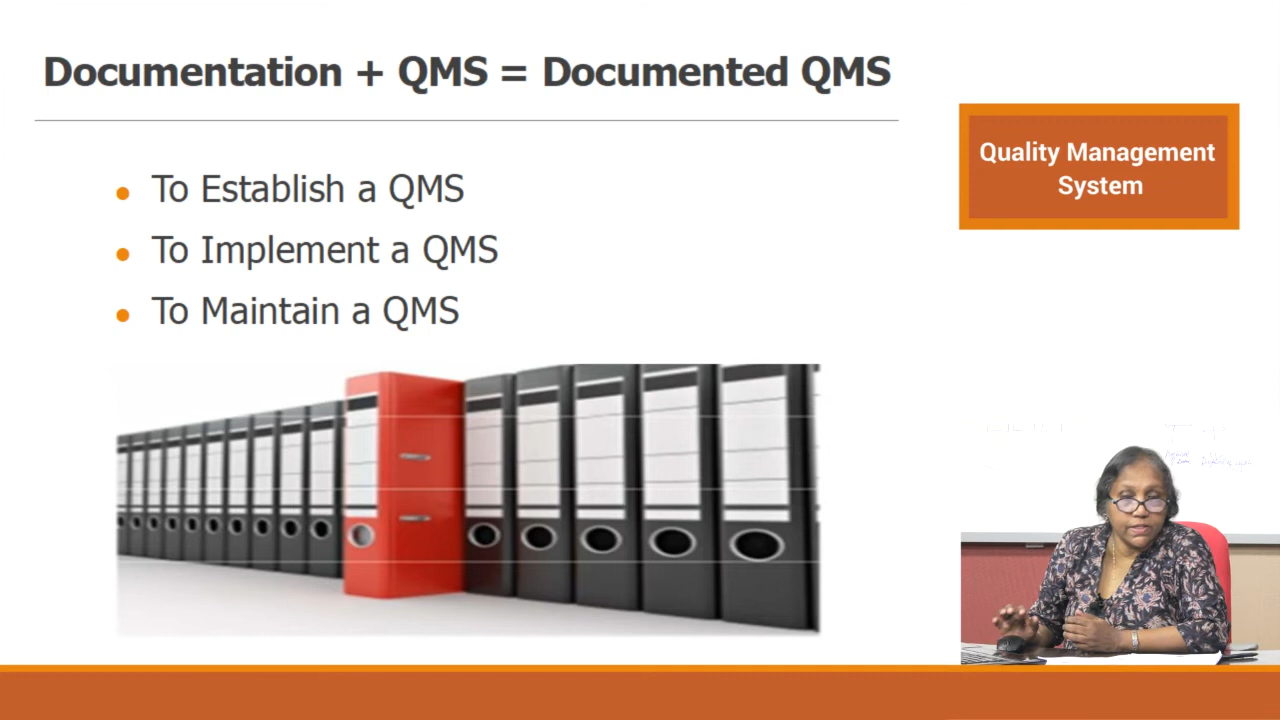 Documentation + QMS = Documented QMS
Quality Management
System
• To Establish a QMS
• To Implement a QMS
• To Maintain a QMS